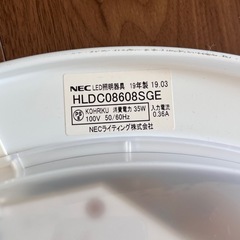 NEC LED照明器具 19年製 19.03
HLDC08608SGE
KOHRIKU 消費電力 35W 入力電流
100V 50/60Hz 0.36A
NECライティング株式会社